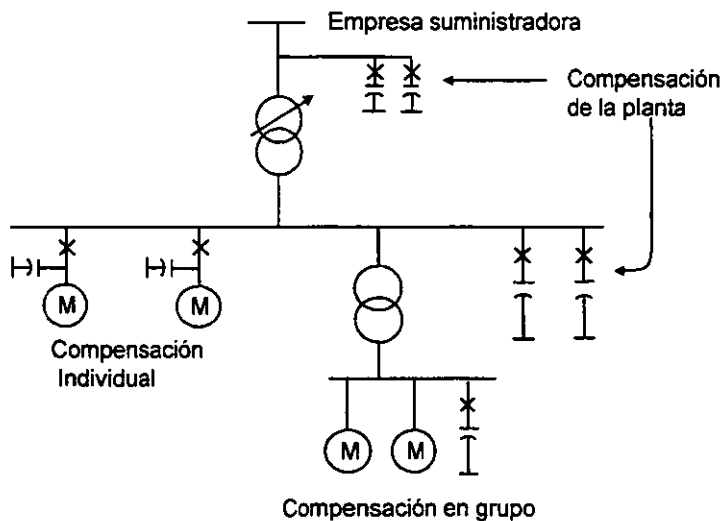 Empresa suministradora
Compensación
de la planta
M
M
Compensación
Individual
M
M
Compensación en grupo